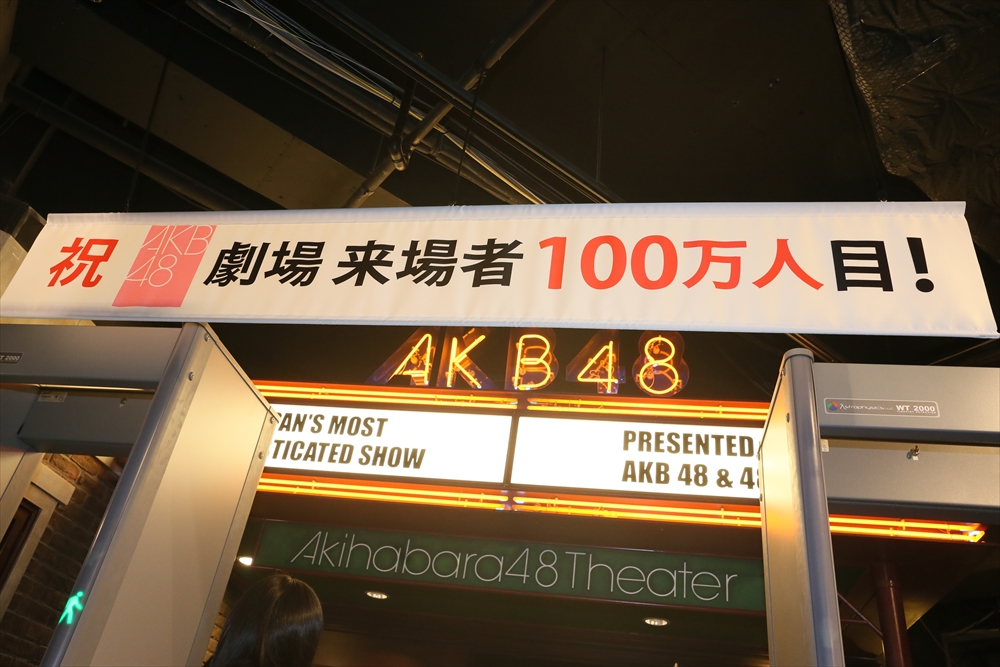 祝 AKB48 劇場 来場者 100万人目!
AKB48
AN'S MOST
TICATED SHOW
PRESENTED
AKB 48 & 48
Akihabara48Theater
WT 2000